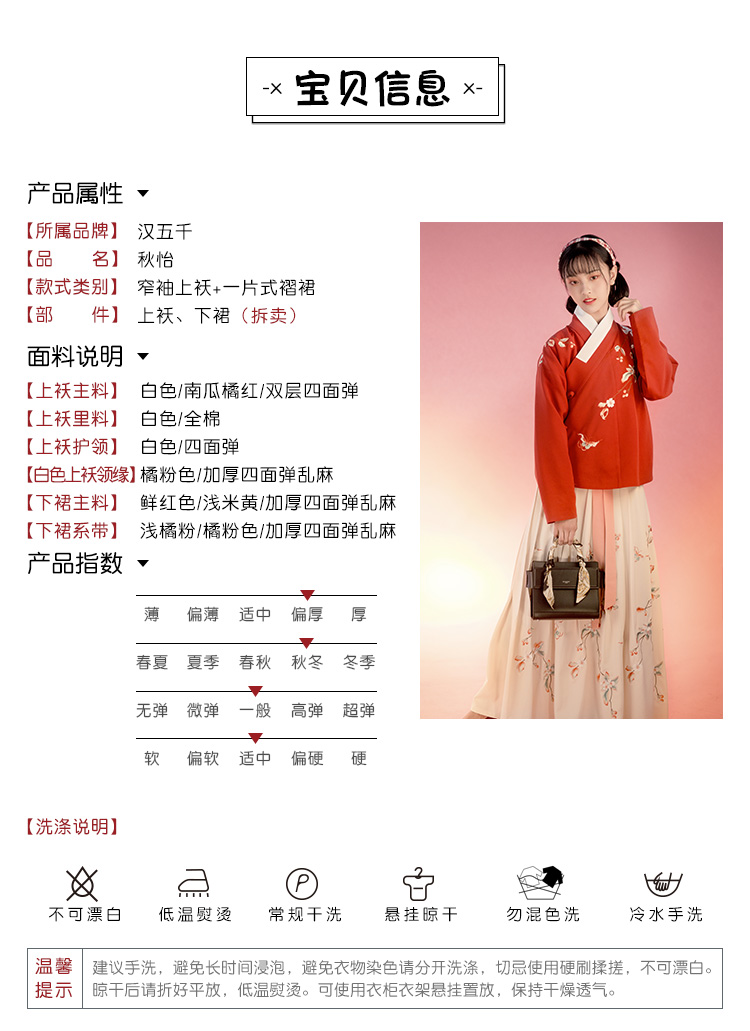 -× 宝贝信息 ×-
产品属性
【所属品牌】 汉五千
【品 名】 秋怡
【款式类别】 窄袖上袄+一片式褶裙
【部 件】 上袄、下裙（拆卖）
面料说明
【上袄主料】 白色/南瓜橘红/双层四面弹
【上袄里料】 白色/全棉
【上袄护领】 白色/四面弹
【白色上袄领缘】橘粉色/加厚四面弹乱麻
【下裙主料】 鲜红色/浅米黄/加厚四面弹乱麻
【下裙系带】 浅橘粉/橘粉色/加厚四面弹乱麻
产品指数
薄 偏薄 适中 偏厚 厚
春夏 夏季 春秋 秋冬 冬季
无弹 微弹 一般 高弹 超弹
软 偏软 适中 偏硬 硬
【洗涤说明】
P
不可漂白 低温熨烫 常规干洗 悬挂晾干 勿混色洗 冷水手洗
温馨提示
建议手洗，避免长时间浸泡，避免衣物染色请分开洗涤，切忌使用硬刷揉搓，不可漂白。
晾干后请折好平放，低温熨烫。可使用衣柜衣架悬挂置放，保持干燥透气。